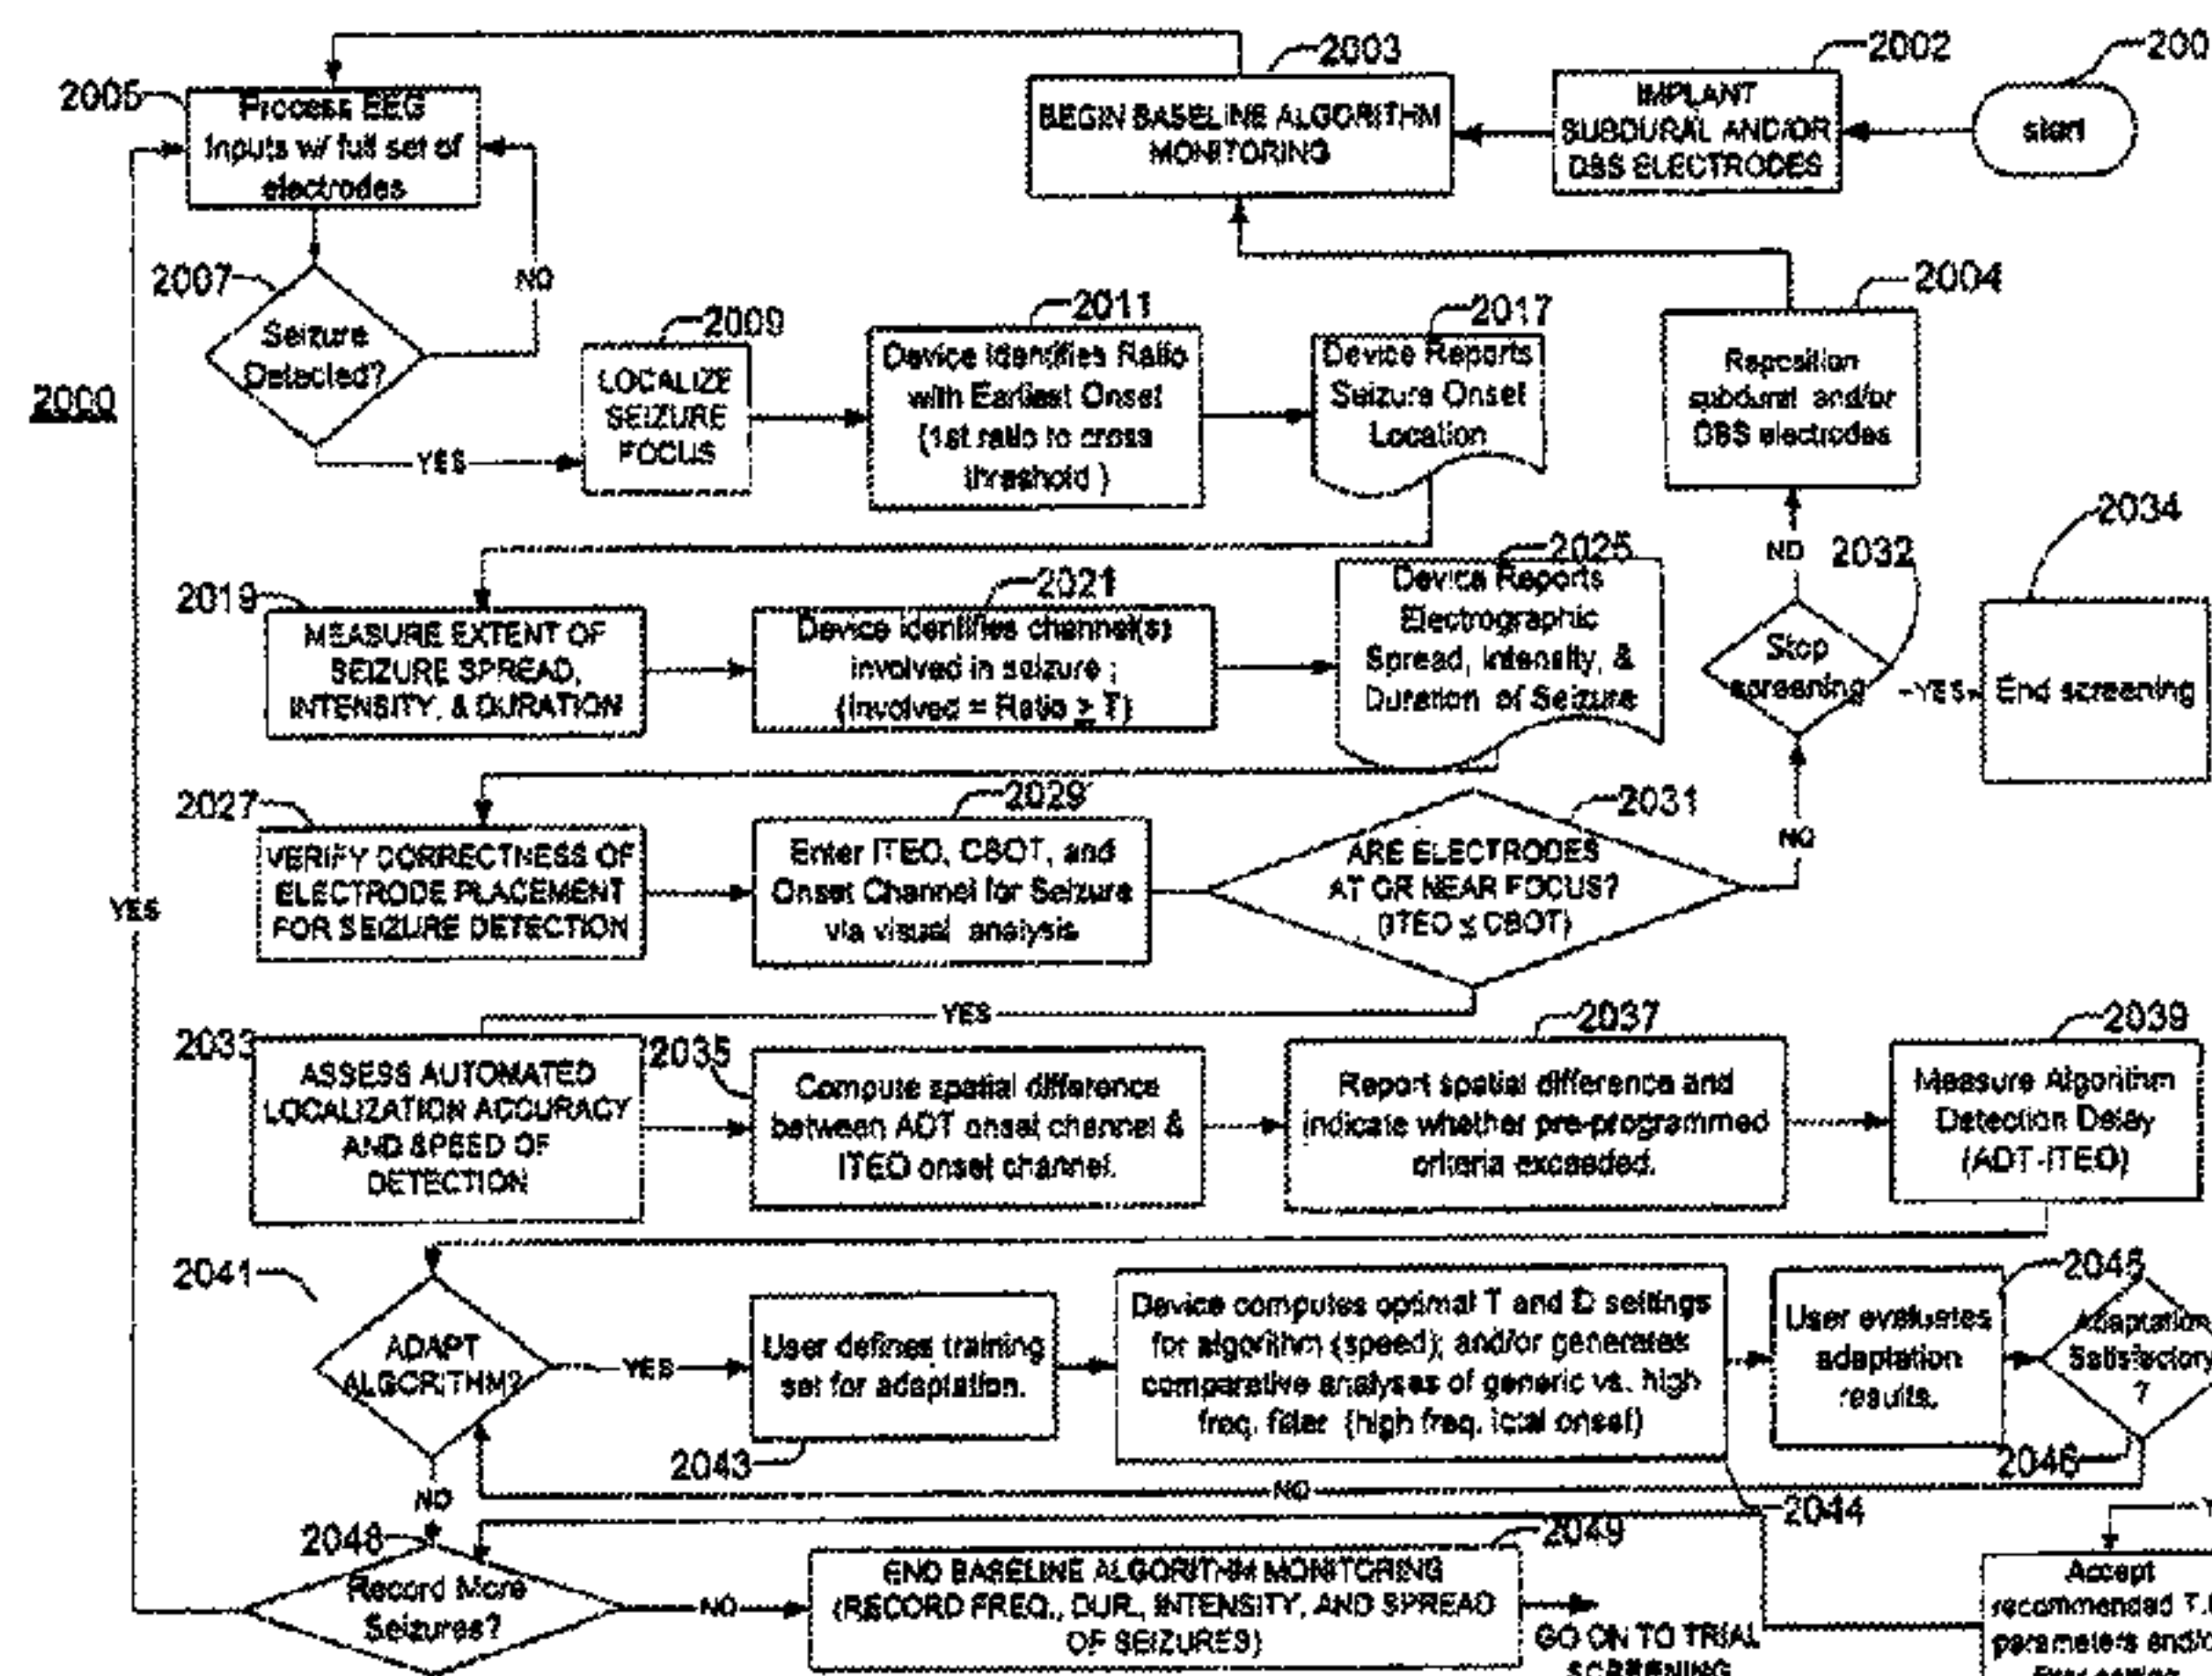 2003
2002
200
2005
Process EEG
Inputs w/ full set of
electrodes
BEGIN BASELINE ALGORITHM
MONITORING
IMPLANT
SUBDURAL AND/OR
DBS ELECTRODES
start
NO
2007
Seizure
Detected?
YES
2000
2009
LOCALIZE
SEIZURE
FOCUS
2011
Device Identifies Ratio
with Earliest Onset
(1st ratio to cross
threshold )
2017
Device Reports
Seizure Onset
Location
2004
Reposition
subdural and/or
DBS electrodes
2019
MEASURE EXTENT OF
SEIZURE SPREAD,
INTENSITY, & DURATION
2021
Device identifies channel(s)
involved in seizure ;
(involved = Ratio ≥ T)
2025
Device Reports
Electrographic
Spread, Intensity, &
Duration of Seizure
NO
2032
Stop
screening
YES
2034
End screening
NO
2027
VERIFY CORRECTNESS OF
ELECTRODE PLACEMENT
FOR SEIZURE DETECTION
2029
Enter ITEO, CBOT, and
Onset Channel for Seizure
via visual analysis
2031
ARE ELECTRODES
AT OR NEAR FOCUS?
(ITEO ≤ CBOT)
YES
YES
2033
ASSESS AUTOMATED
LOCALIZATION ACCURACY
AND SPEED OF
DETECTION
2035
Compute spatial difference
between ADT onset channel &
ITEO onset channel.
2037
Report spatial difference and
indicate whether pre-programmed
criteria exceeded.
2039
Measure Algorithm
Detection Delay
(ADT-ITEO)
2041
ADAPT
ALGORITHM?
YES
User defines training
set for adaptation.
2043
Device computes optimal T and D settings
for algorithm (speed); and/or generates
comparative analyses of generic vs. high
freq. filter (high freq. ictal onset)
2044
User evaluates
adaptation
results.
2045
Adaptation
Satisfactory
?
2046
NO
NO
2048
Record More
Seizures?
NO
2049
END BASELINE ALGORITHM MONITORING
(RECORD FREQ., DUR., INTENSITY, AND SPREAD
OF SEIZURES)
GO ON TO TRIAL
SCREENING
Accept
recommended T,
parameters and/o